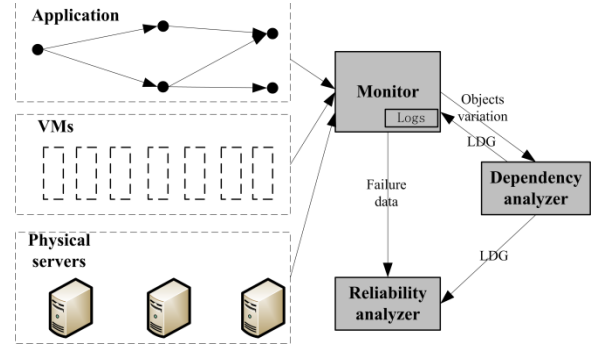 Application
VMs
Physical
servers
Monitor
Logs
Objects
variation
LDG
Dependency
analyzer
Failure
data
LDG
Reliability
analyzer